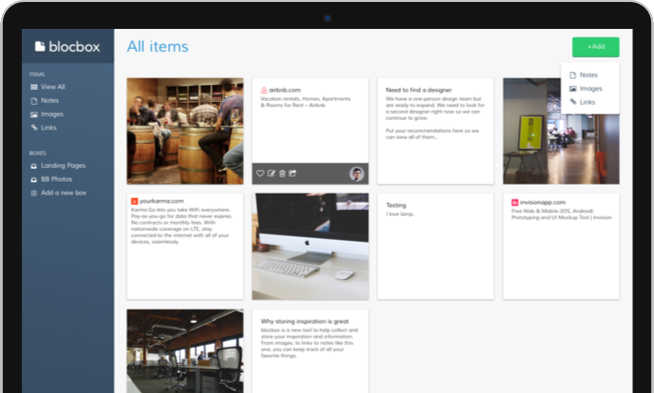 blocbox
All items
+Add
Notes
Images
Links
ITEMS
View All
Notes
Images
Links
BOXES
Landing Pages
BB Photos
Add a new box
airbnb.com
Vacation rentals, Homes, Apartments
& Rooms for Rent – Airbnb
Need to find a designer
We have a one-person design team but
are ready to expand. We need to look for
a second designer right now so we can
continue to grow.
Put your recommendations here so we
can view all of them...
yourkarma.com
Karma Go lets you take WiFi everywhere.
Pay-as-you-go for data that never expires.
No contracts or monthly fees. With
nationwide coverage on LTE, stay
connected to the internet with all of your
devices, seamlessly.
Testing
I love temp.
invisionapp.com
Free Web & Mobile (iOS, Android)
Prototyping and UI Mockup Tool | InVision
Why storing inspiration is great
blocbox is a new tool to help collect and
store your inspiration and information.
From images, to links to notes like this
one, you can keep track of all your
favorite things.